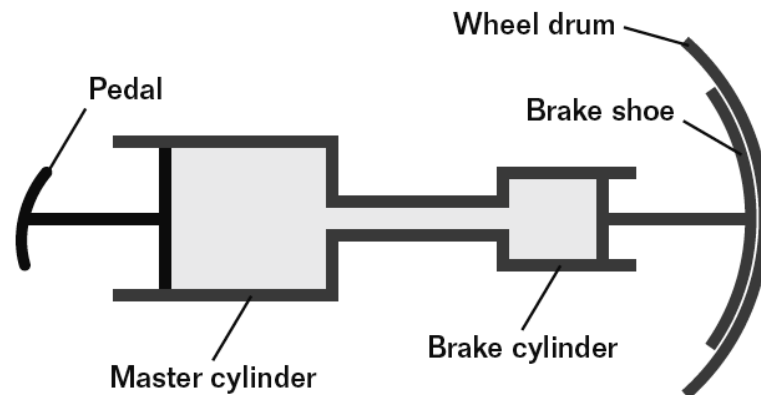 Wheel drum
Pedal
Brake shoe
Brake cylinder
Master cylinder